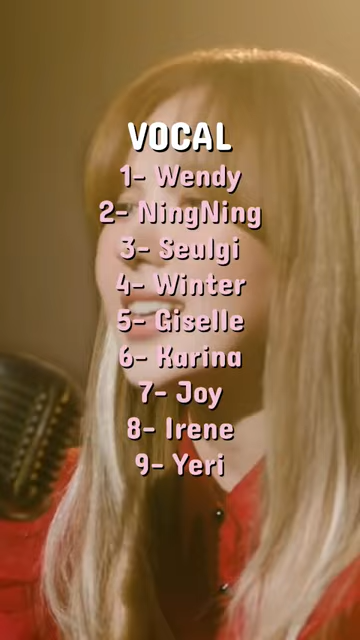 VOCAL
1- Wendy
2- NingNing
3- Seulgi
4- Winter
5- Giselle
6- Karina
7- Joy
8- Irene
9- Yeri